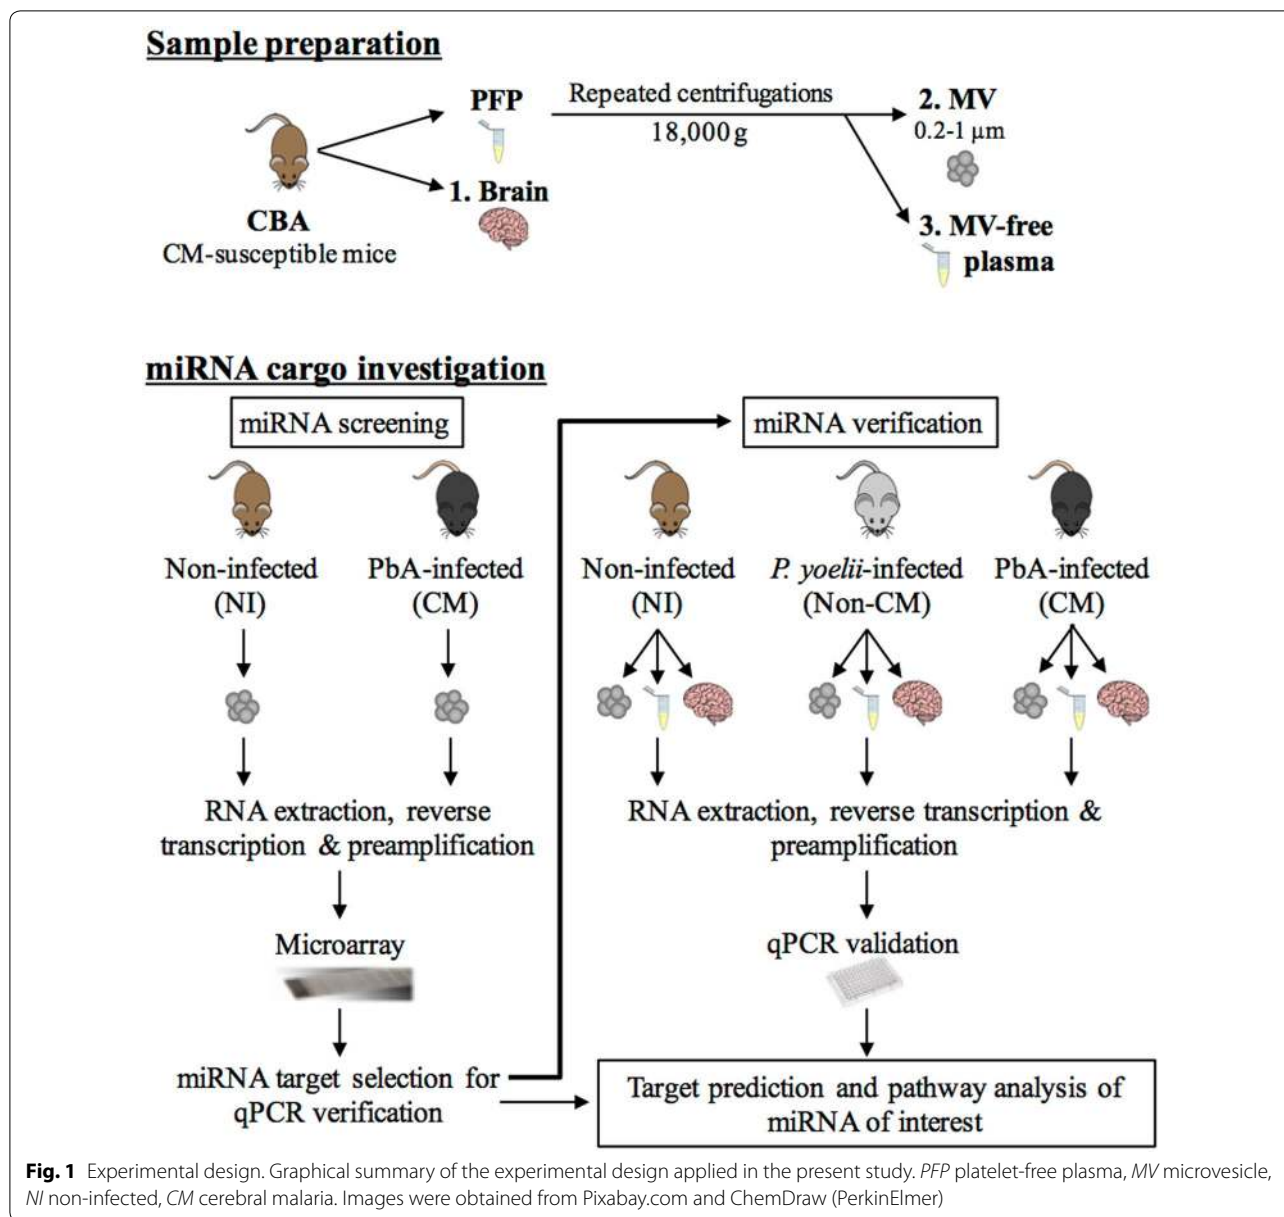 Sample preparation
PFP
Repeated centrifugations
18,000 g
2. MV
0.2-1 µm
1. Brain
CBA
CM-susceptible mice
3. MV-free
plasma
miRNA cargo investigation
miRNA screening
miRNA verification
Non-infected
(NI)
PbA-infected
(CM)
Non-infected
(NI)
P. yoelii-infected
(Non-CM)
PbA-infected
(CM)
RNA extraction, reverse
transcription & preamplification
RNA extraction, reverse transcription &
preamplification
Microarray
qPCR validation
miRNA target selection for
qPCR verification
Target prediction and pathway analysis of
miRNA of interest
Fig. 1 Experimental design. Graphical summary of the experimental design applied in the present study. PFP platelet-free plasma, MV microvesicle,
NI non-infected, CM cerebral malaria. Images were obtained from Pixabay.com and ChemDraw (PerkinElmer)